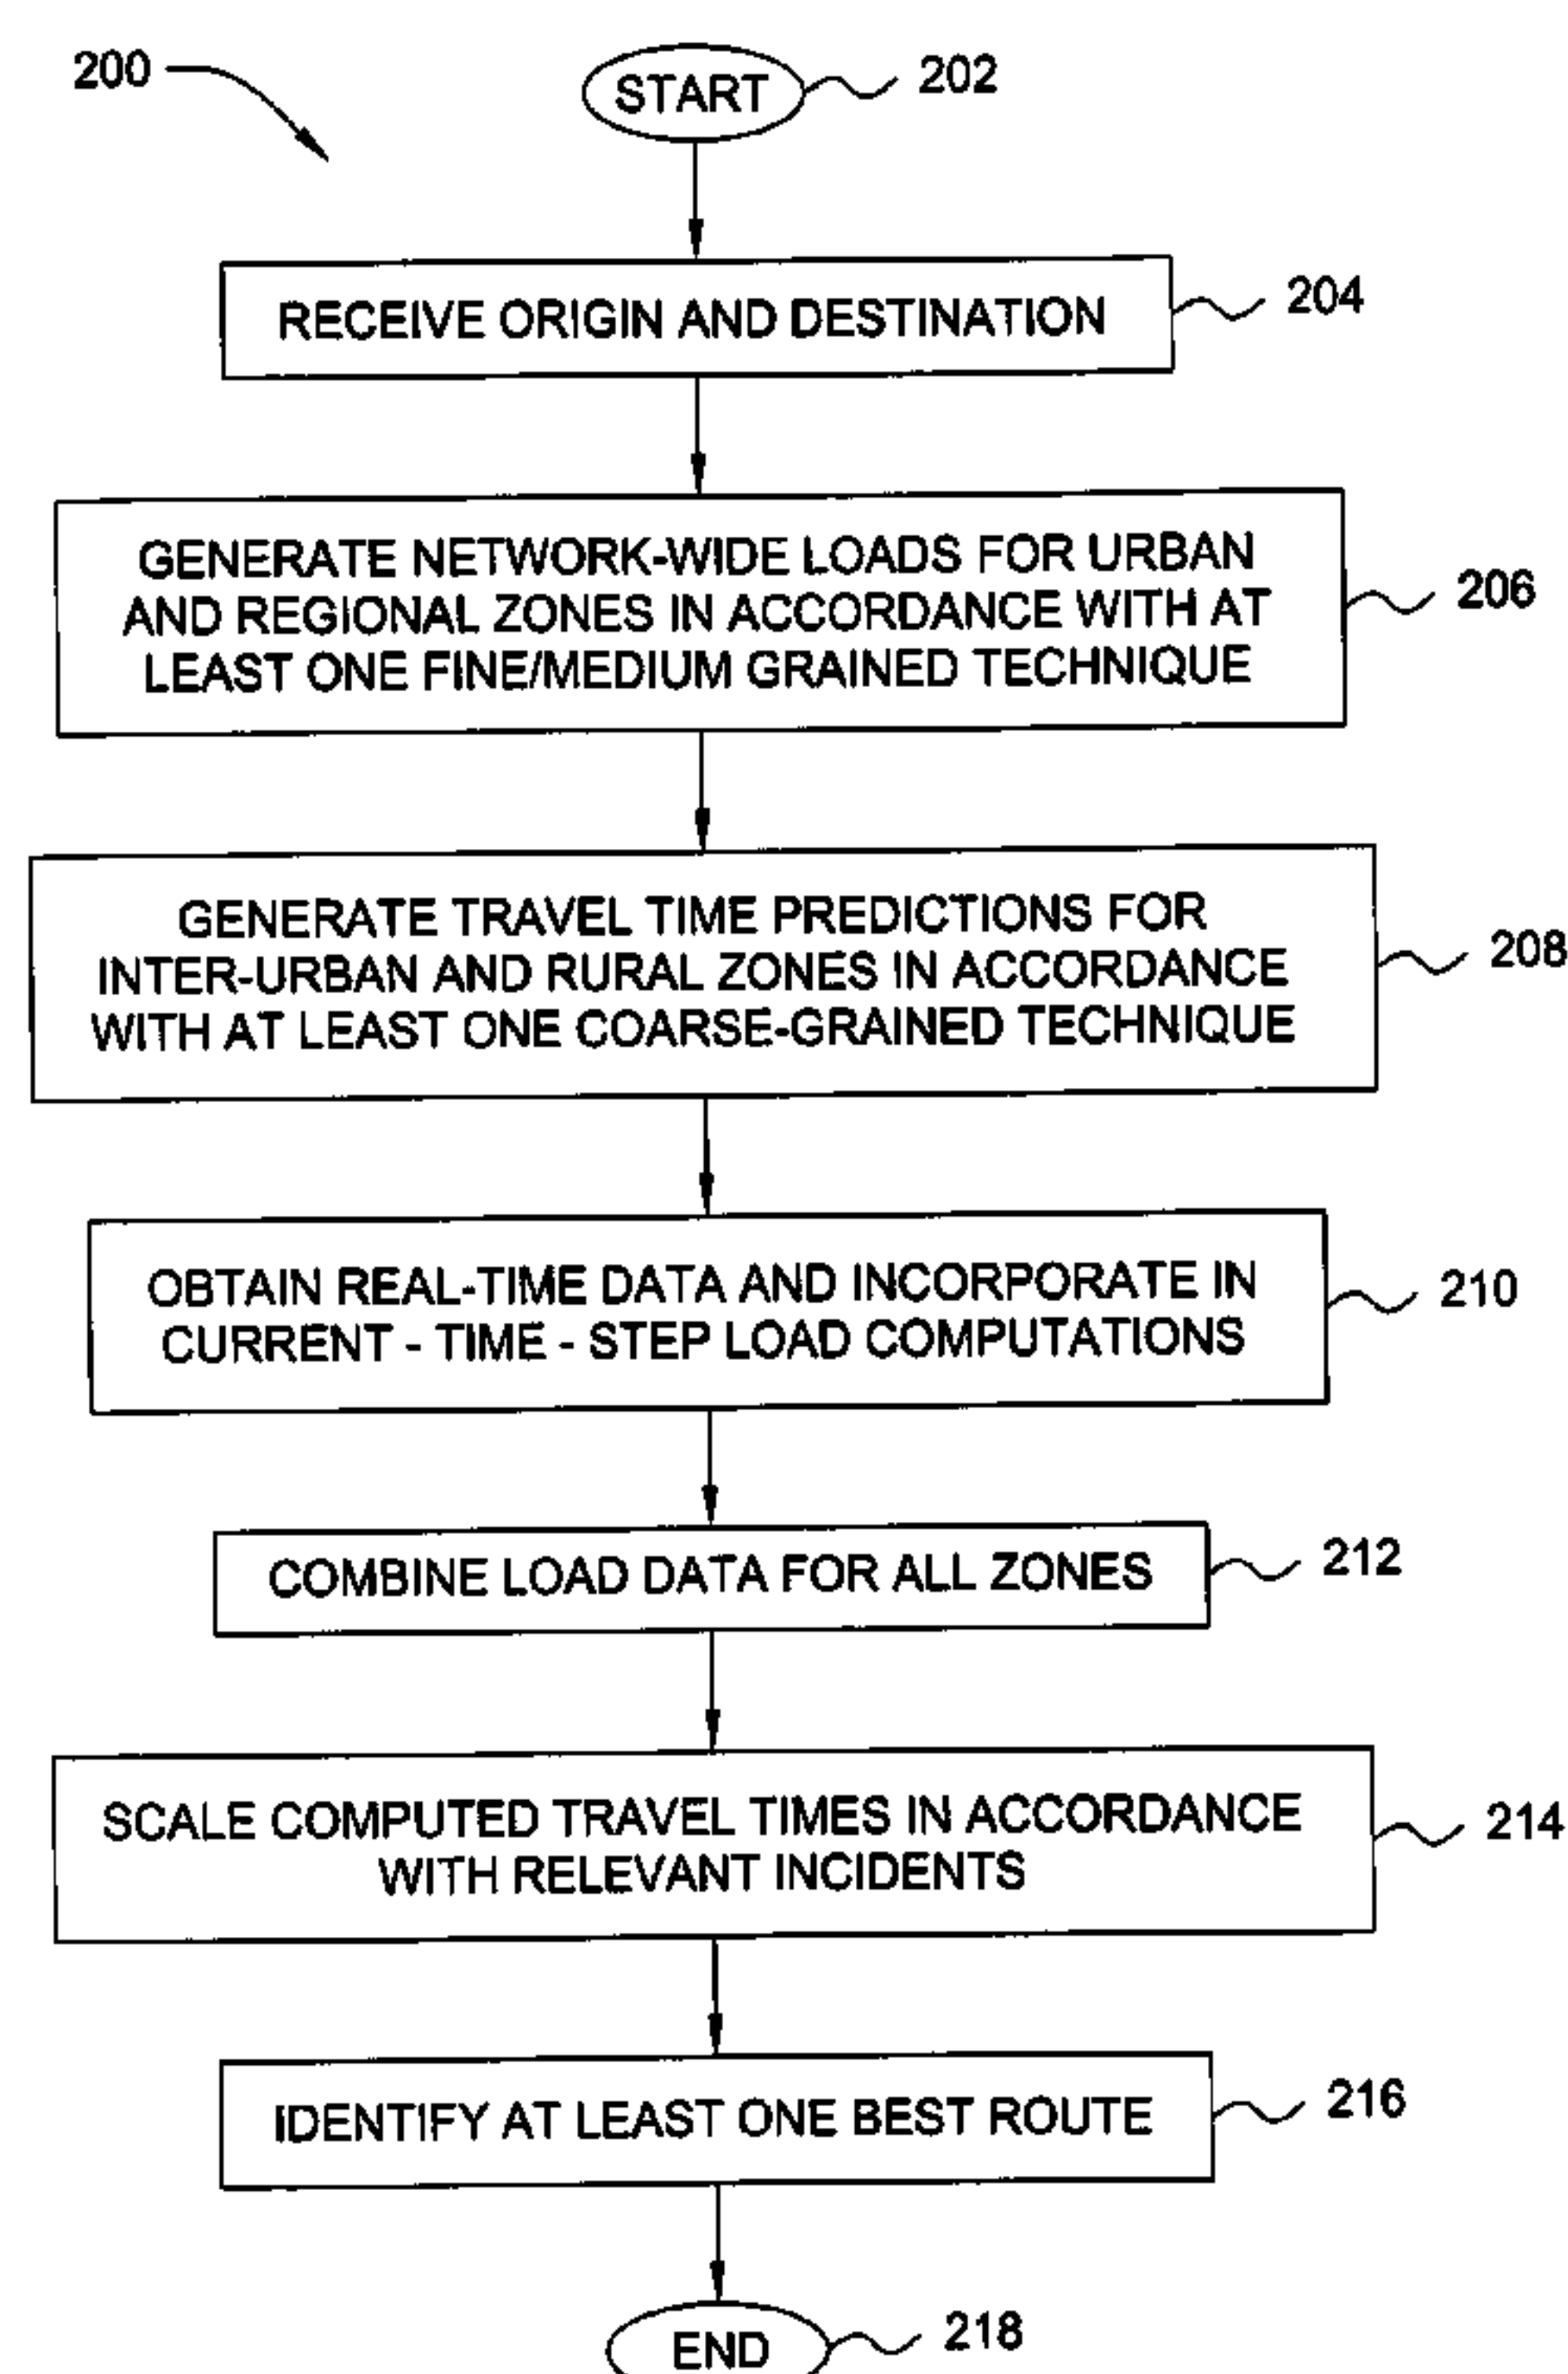 200
START
202
RECEIVE ORIGIN AND DESTINATION
204
GENERATE NETWORK-WIDE LOADS FOR URBAN
AND REGIONAL ZONES IN ACCORDANCE WITH AT
LEAST ONE FINE/MEDIUM GRAINED TECHNIQUE
206
GENERATE TRAVEL TIME PREDICTIONS FOR
INTER-URBAN AND RURAL ZONES IN ACCORDANCE
WITH AT LEAST ONE COARSE-GRAINED TECHNIQUE
208
OBTAIN REAL-TIME DATA AND INCORPORATE IN
CURRENT - TIME - STEP LOAD COMPUTATIONS
210
COMBINE LOAD DATA FOR ALL ZONES
212
SCALE COMPUTED TRAVEL TIMES IN ACCORDANCE
WITH RELEVANT INCIDENTS
214
IDENTIFY AT LEAST ONE BEST ROUTE
216
END
218